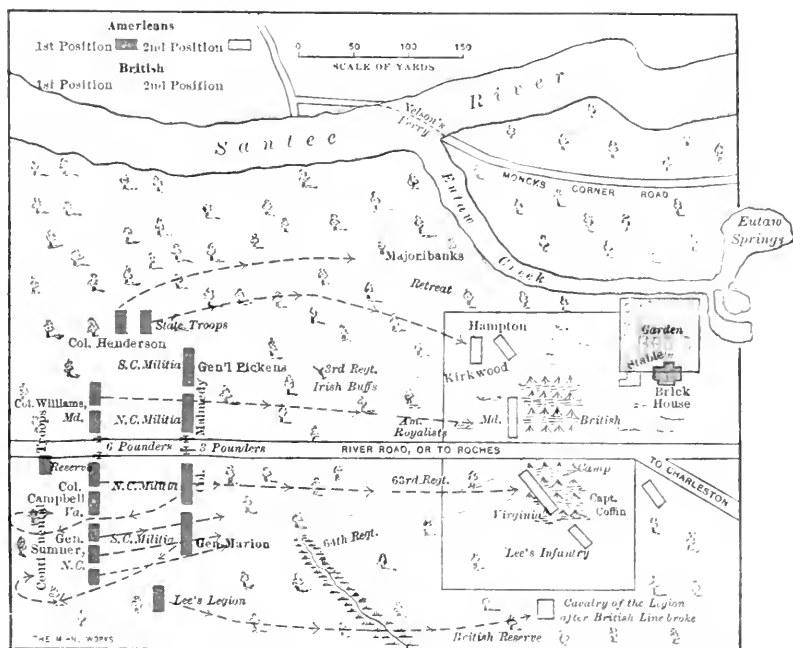 Americans
1st Position 2nd Position
British
1st Position 2nd Position
0 50 100 150
SCALE OF YARDS
River
Santee
Nelson's
Ferry
MONCKS CORNER ROAD
Eutaw
Creek
Eutaw
Springs
Majoribanks
Retreat
State Troops
Col. Henderson
Hampton
Kirkwood
Garden
Stable
Brick
House
S.C. Militia
Gen'l Pickens
3rd Regt.
Irish Buffs
Col. Williams,
Md.
N.C. Militia
Malmedy
Am.
Royalists
Md.
British
Troops
6 Pounders
3 Pounders
RIVER ROAD, OR TO ROCHES
Reserve
Col.
Campbell
Va.
N.C. Militia
Col.
63rd Regt.
Camp
TO CHARLESTON
Virginia
Capt.
Coffin
Gen.
Sumner,
N.C.
S.C. Militia
Gen. Marion
64th Regt.
Lee's Infantry
Continental
Lee's Legion
Cavalry of the Legion
after British Line broke
British Reserve
WORKS